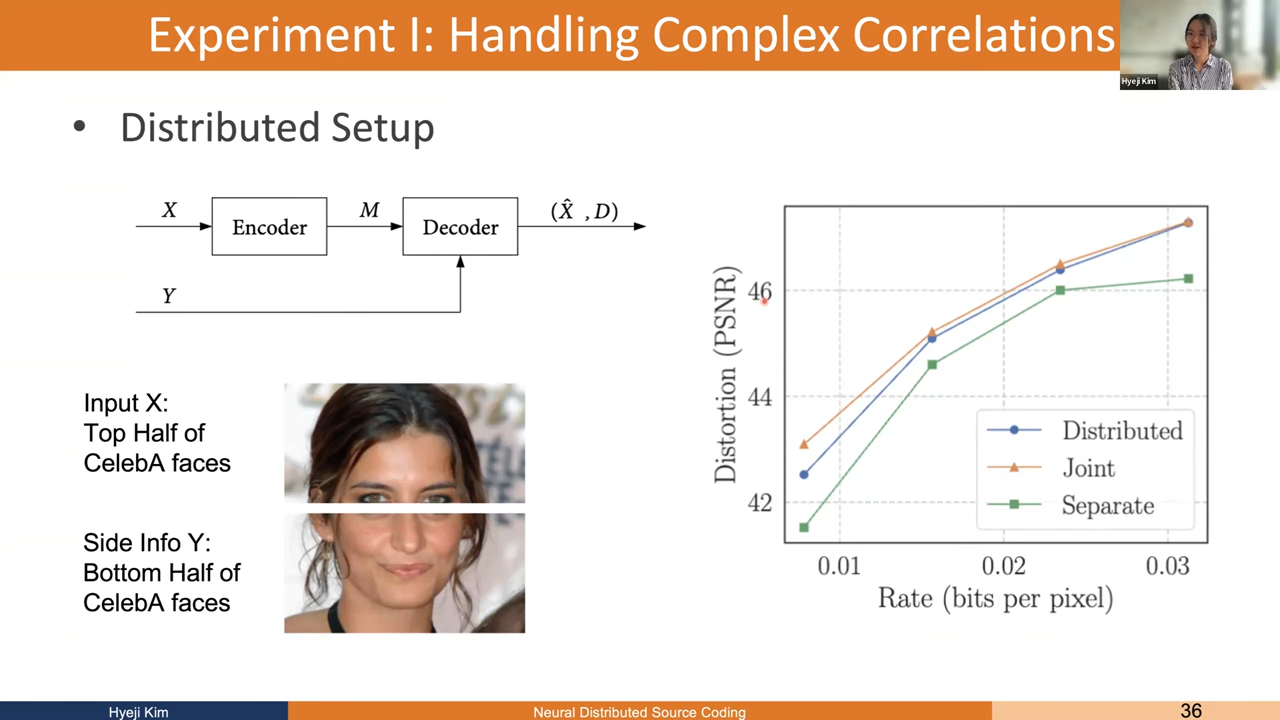 Experiment I: Handling Complex Correlations
Hyeji Kim
• Distributed Setup
X
Encoder
M
Decoder
(X̂ , D)
Y
Input X:
Top Half of
CelebA faces
Side Info Y:
Bottom Half of
CelebA faces
Distortion (PSNR)
46
44
42
Distributed
Joint
Separate
0.01
0.02
0.03
Rate (bits per pixel)
Hyeji Kim
Neural Distributed Source Coding
36